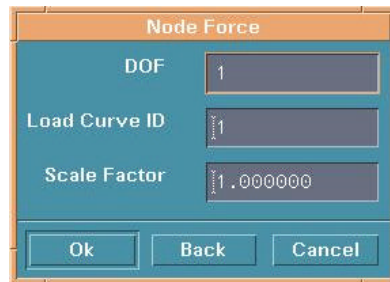 Node Force
DOF 1
Load Curve ID 1
Scale Factor 1.000000
Ok Back Cancel